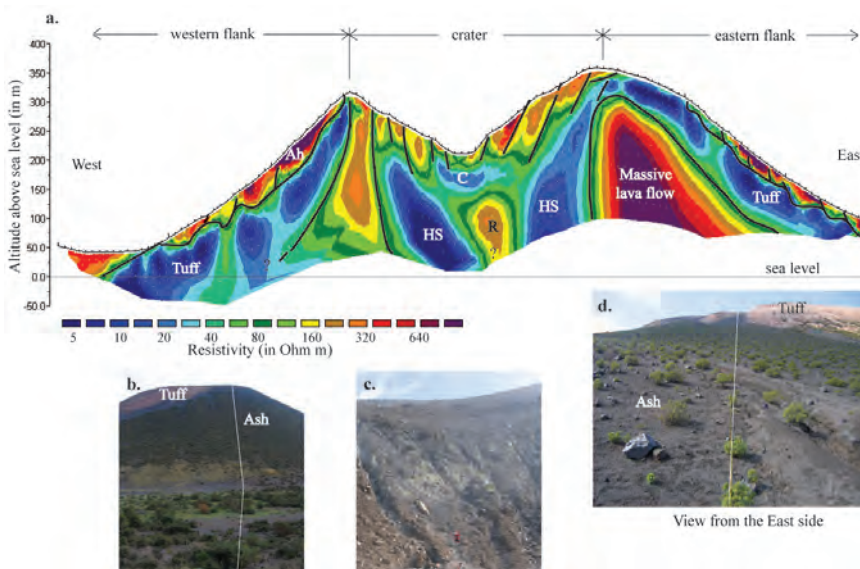 a.
western flank
crater
eastern flank
400
350
300
250
200
150
100
50
0.0
-50.0
Altitude above sea level (in m)
West
East
Ah
C
HS
R
?
HS
Massive
lava flow
Tuff
Tuff
?
sea level
5 10 20 40 80 160 320 640
Resistivity (in Ohm m)
b.
Tuff
Ash
c.
d.
Tuff
Ash
View from the East side